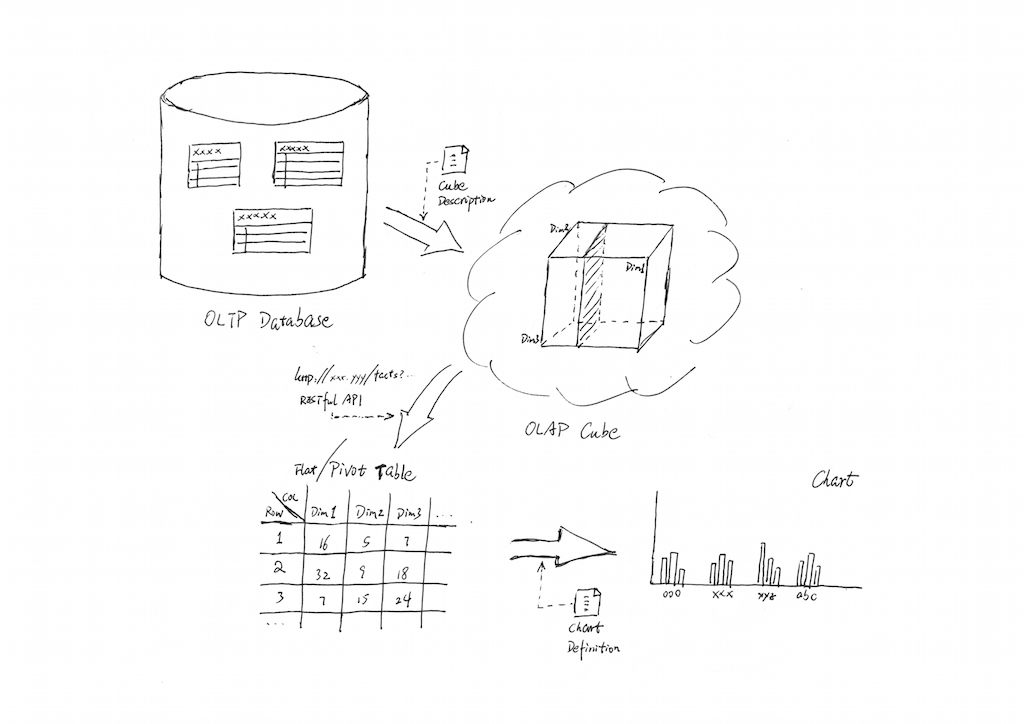 xxxx
xxxxx
xxxxx
Cube
Description
OLTP Database
Dim2
Dim1
Dim3
OLAP Cube
http://xxx.yyy/facts?...
RESTful API
Flat/Pivot Table
Col
Row Dim1 Dim2 Dim3 ...
1 16 5 7
2 32 9 18
3 7 15 24
...
Chart
000 xxx xyz abc
Chart
Definition